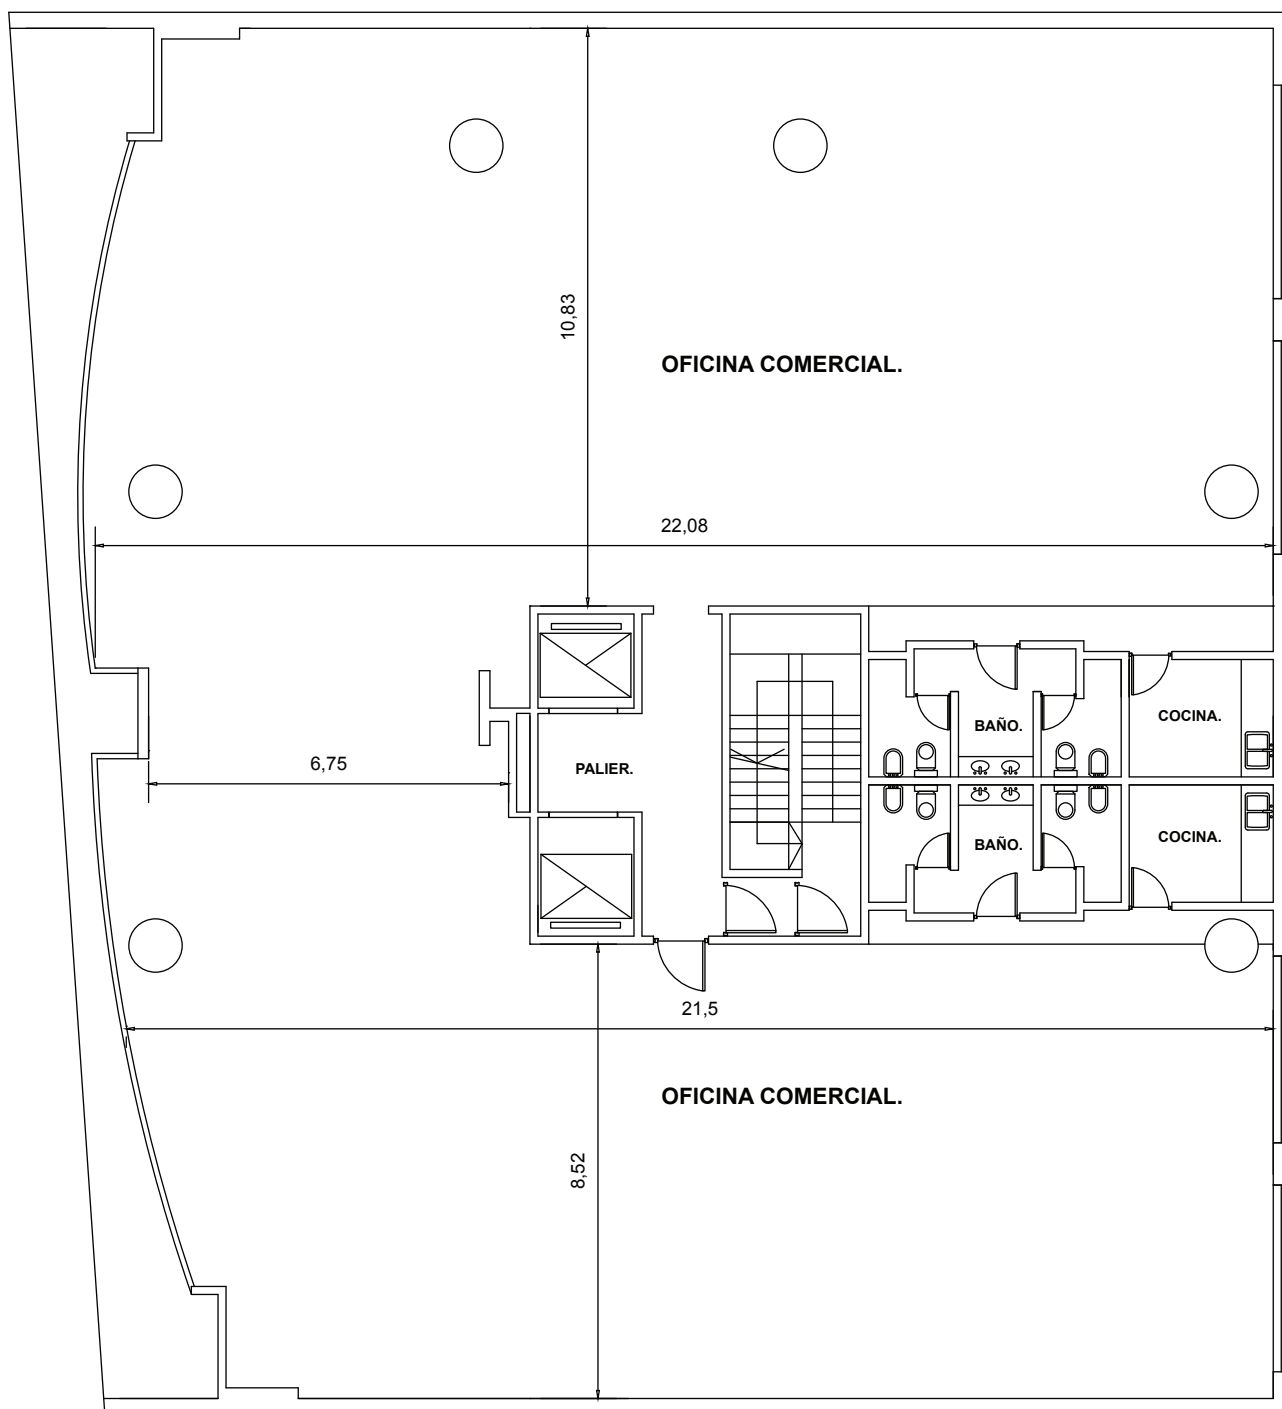 10,83
OFICINA COMERCIAL.
22,08
6,75
PALIER.
BAÑO.
COCINA.
BAÑO.
COCINA.
21,5
OFICINA COMERCIAL.
8,52